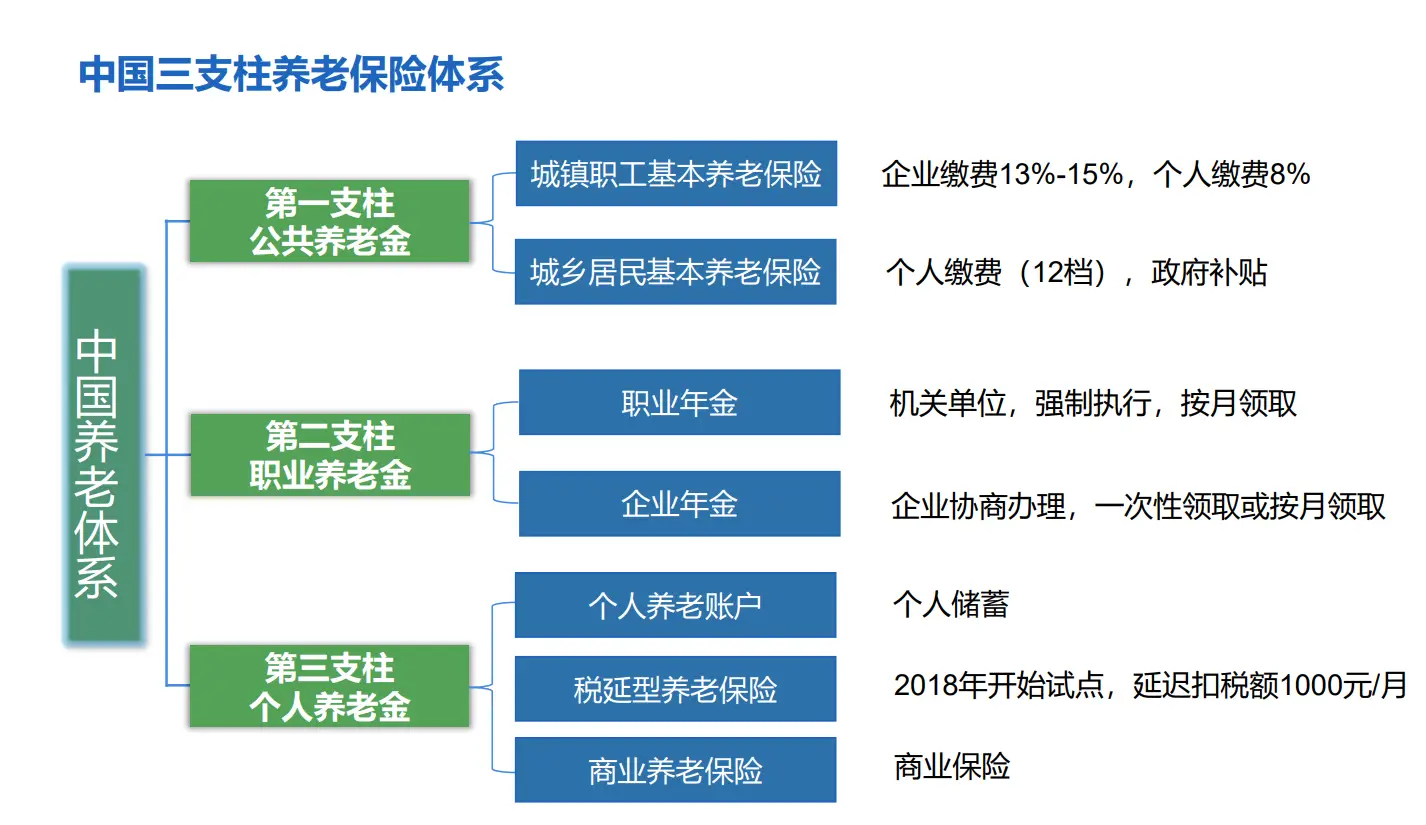 中国三支柱养老保险体系
中国养老体系
第一支柱
公共养老金
城镇职工基本养老保险
企业缴费13%-15%，个人缴费8%
城乡居民基本养老保险
个人缴费（12档），政府补贴
第二支柱
职业养老金
职业年金
机关单位，强制执行，按月领取
企业年金
企业协商办理，一次性领取或按月领取
第三支柱
个人养老金
个人养老账户
个人储蓄
税延型养老保险
2018年开始试点，延迟扣税额1000元/月
商业养老保险
商业保险